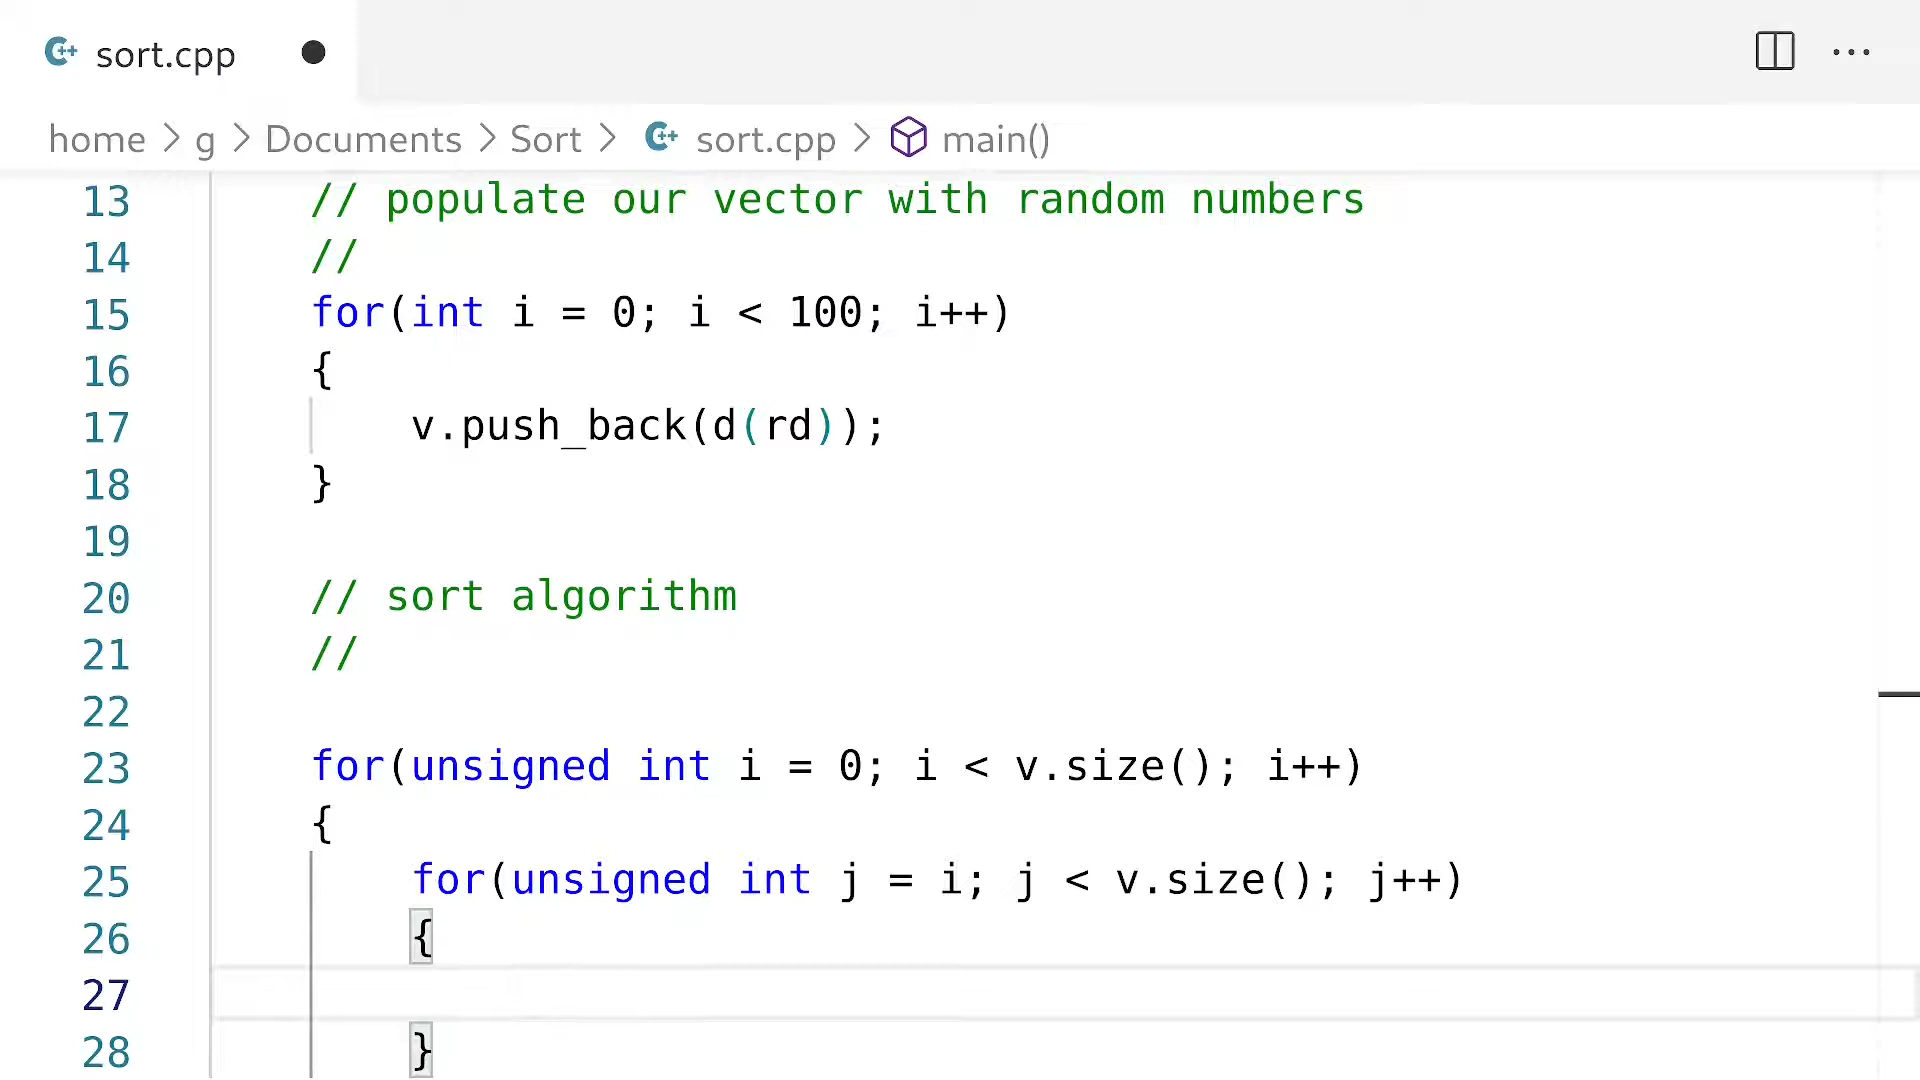 sort.cpp
home > g > Documents > Sort > sort.cpp > main()
13 // populate our vector with random numbers
14 //
15 for(int i = 0; i < 100; i++)
16 {
17 v.push_back(d(rd));
18 }
19
20 // sort algorithm
21 //
22
23 for(unsigned int i = 0; i < v.size(); i++)
24 {
25 for(unsigned int j = i; j < v.size(); j++)
26 {
27
28 }